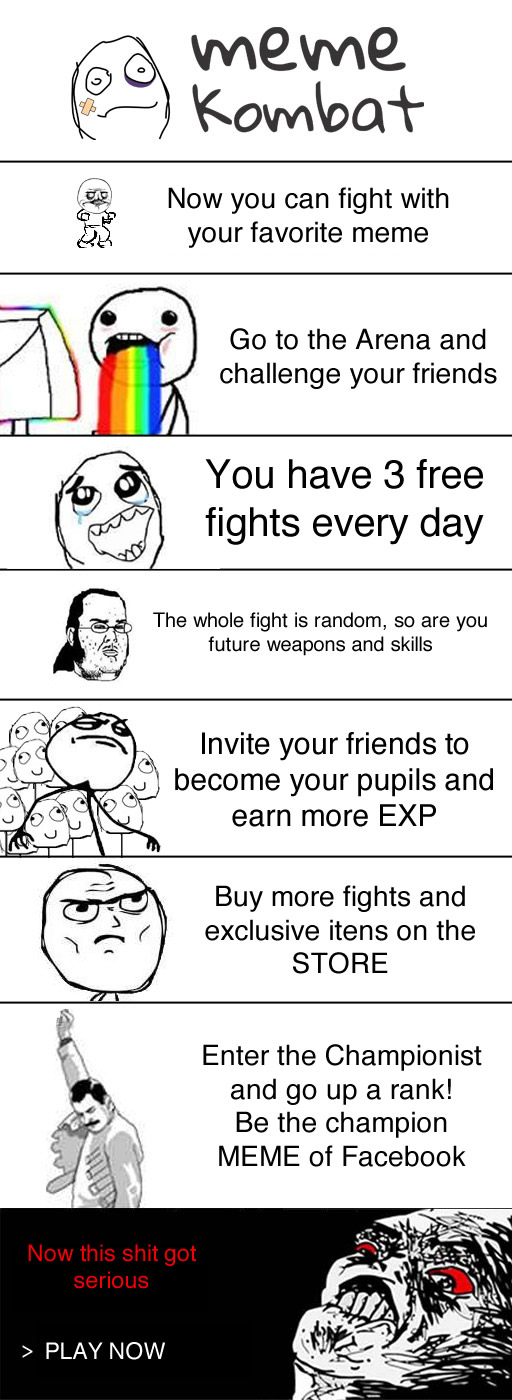 meme
Kombat
Now you can fight with
your favorite meme
Go to the Arena and
challenge your friends
You have 3 free
fights every day
The whole fight is random, so are you
future weapons and skills
Invite your friends to
become your pupils and
earn more EXP
Buy more fights and
exclusive itens on the
STORE
Enter the Championist
and go up a rank!
Be the champion
MEME of Facebook
Now this shit got
serious
> PLAY NOW